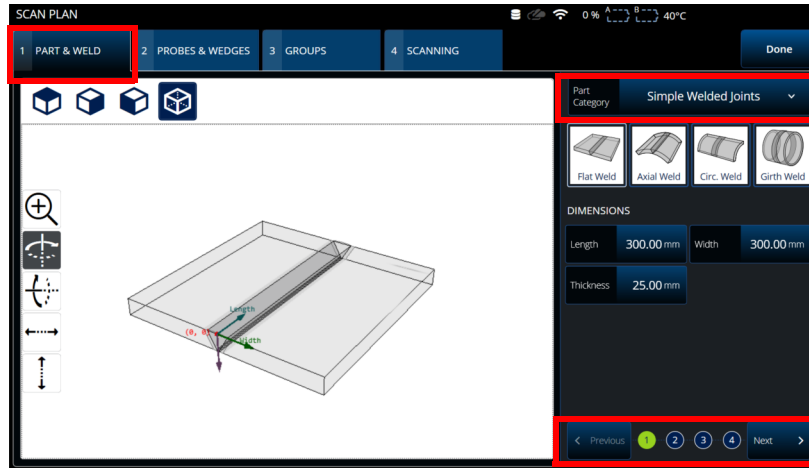 SCAN PLAN
0 % A B 40°C
1 PART & WELD
2 PROBES & WEDGES
3 GROUPS
4 SCANNING
Done
Part
Category
Simple Welded Joints
Flat Weld
Axial Weld
Circ. Weld
Girth Weld
DIMENSIONS
Length 300.00 mm
Width 300.00 mm
Thickness 25.00 mm
Length
(0, 0)
Width
< Previous 1 2 3 4 Next >